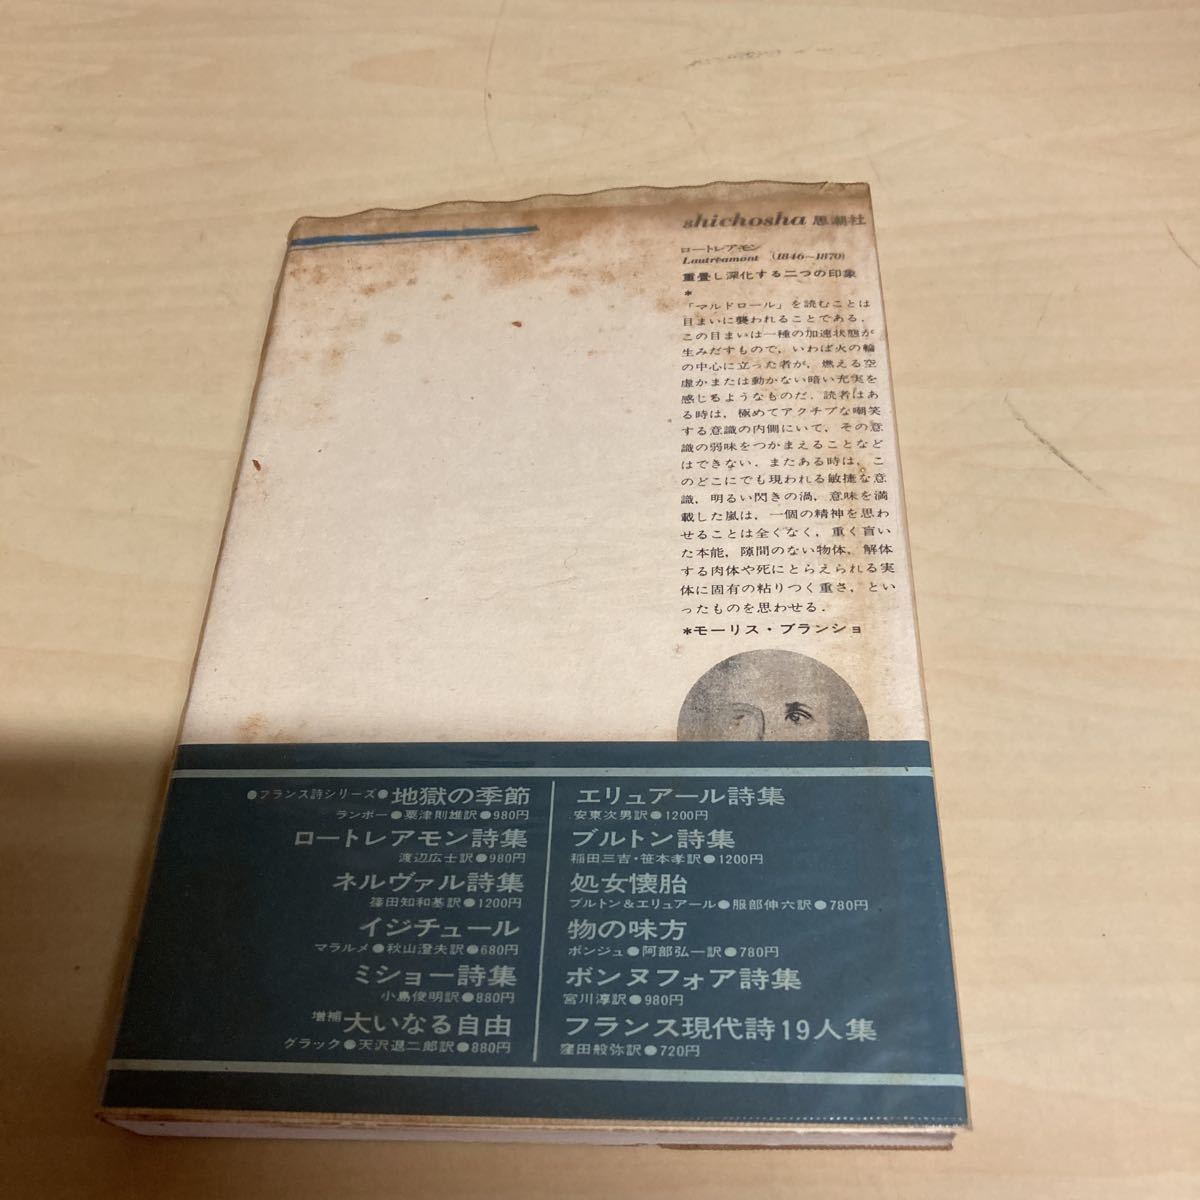 shichosha 思潮社
ロートレアモン
Lautréamont (1846~1870)
重畳し深化する二つの印象
*
「マルドロール」を読むことは
目まいに襲われることである．
この目まいは一種の加速状態が
生みだすもので，いわば火の輪
の中心に立った者が，燃える空
虚かまたは動かない暗い充実を
感じるようなものだ．読者はあ
る時は，極めてアクチブな嘲笑
する意識の内側にいて，その意
識の弱味をつかまえることなど
はできない．またある時は，こ
のどこにでも現われる敏捷な意
識，明るい閃きの渦，意味を満
載した嵐は，一個の精神を思わ
せることは全くなく，重く盲い
た本能，隙間のない物体，解体
する肉体や死にとらえられる実
体に固有の粘りつく重さ，とい
ったものを思わせる．
*モーリス・ブランショ
●フランス詩シリーズ●地獄の季節
ランボー●粟津則雄訳●980円
ロートレアモン詩集
渡辺広士訳●980円
ネルヴァル詩集
篠田知和基訳●1200円
イジチュール
マラルメ●秋山澄夫訳●680円
ミショー詩集
小島俊明訳●880円
増補大いなる自由
グラック●天沢退二郎訳●880円
エリュアール詩集
安東次男訳●1200円
ブルトン詩集
稲田三吉・笹本孝訳●1200円
処女懐胎
ブルトン&エリュアール●服部伸六訳●780円
物の味方
ポンジュ●阿部弘一訳●780円
ボンヌフォア詩集
宮川淳訳●980円
フランス現代詩19人集
窪田般弥訳●720円